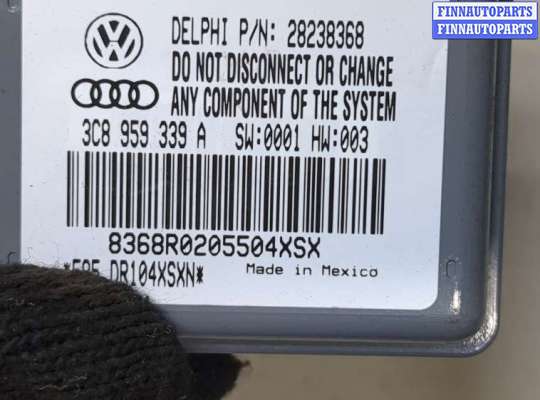 FINNAUTOPARTS
FINNAUTOPARTS
DELPHI P/N: 28238368
DO NOT DISCONNECT OR CHANGE
ANY COMPONENT OF THE SYSTEM
3C8 959 339 A SW:0001 HW:003
8368R0205504XSX
DR104XSXN*
Made in Mexico